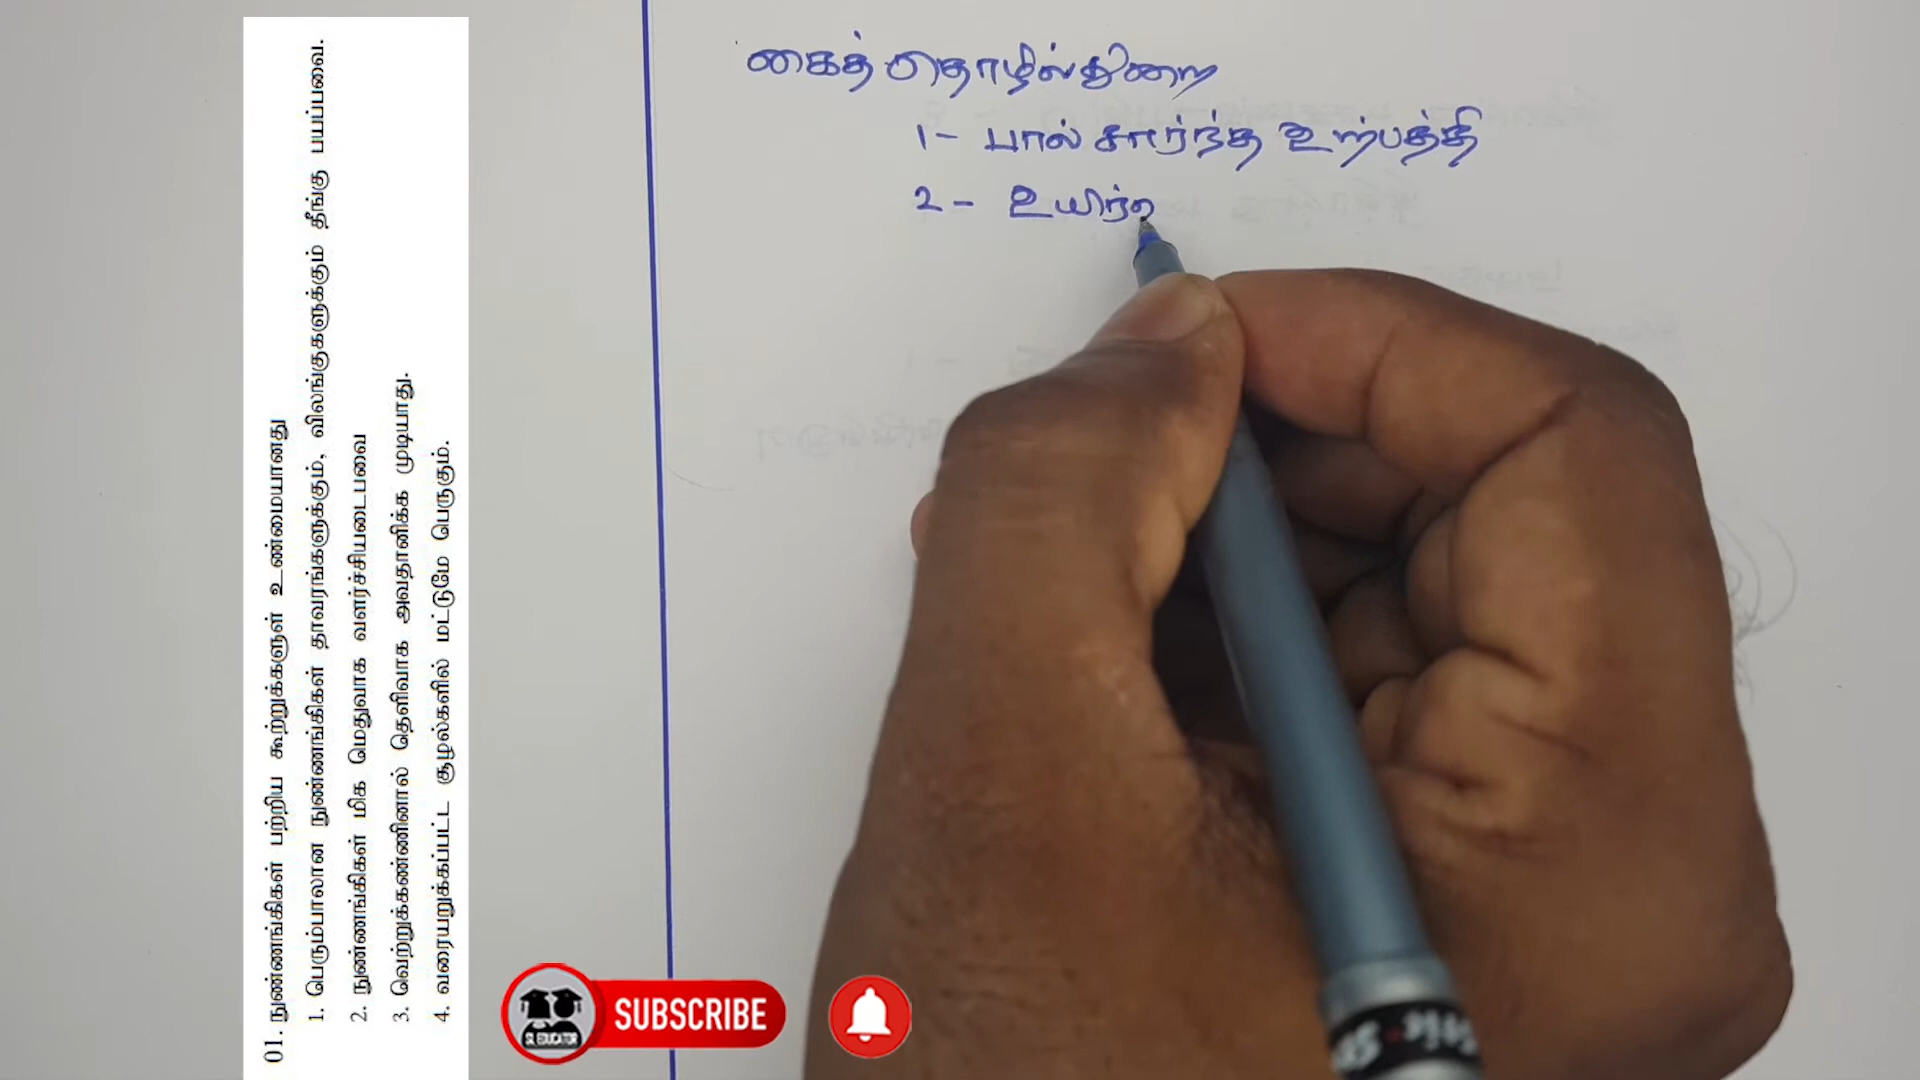 01. நுண்ணங்கிகள் பற்றிய கூற்றுக்களுள் உண்மையானது
1. பெரும்பாலான நுண்ணங்கிகள் தாவரங்களுக்கும், விலங்குகளுக்கும் தீங்கு பயப்பவை.
2. நுண்ணங்கிகள் மிக மெதுவாக வளர்ச்சியடைபவை
3. வெற்றுக்கண்ணினால் தெளிவாக அவதானிக்க முடியாது.
4. வரையறுக்கப்பட்ட சூழல்களில் மட்டுமே பெருகும்.
கைத்தொழில்துறை
1- பால் சார்ந்த உற்பத்தி
2- உயிர்
SL EDUCATOR
SUBSCRIBE